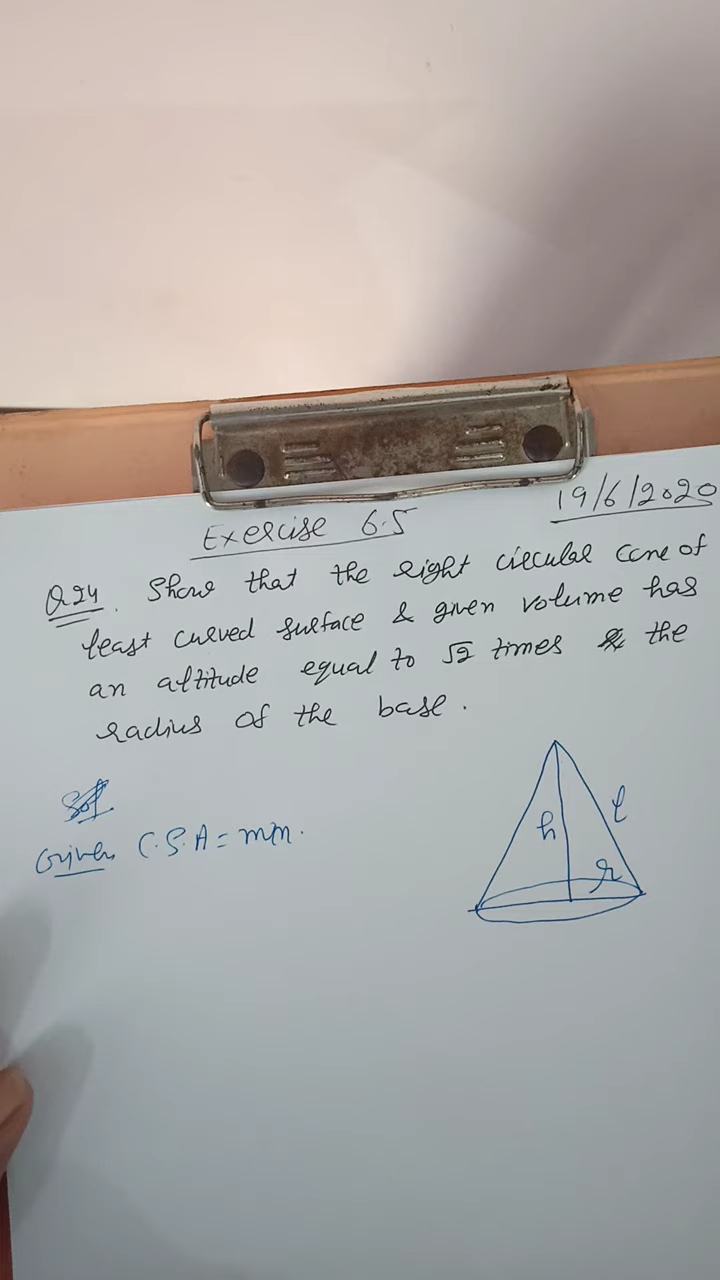 Exercise 6.5
19/6/2020
Q24. Show that the right circular cone of
least curved surface & given volume has
an altitude equal to √2 times the
radius of the base.
Sol
Given C.S.A = min.
h
l
r